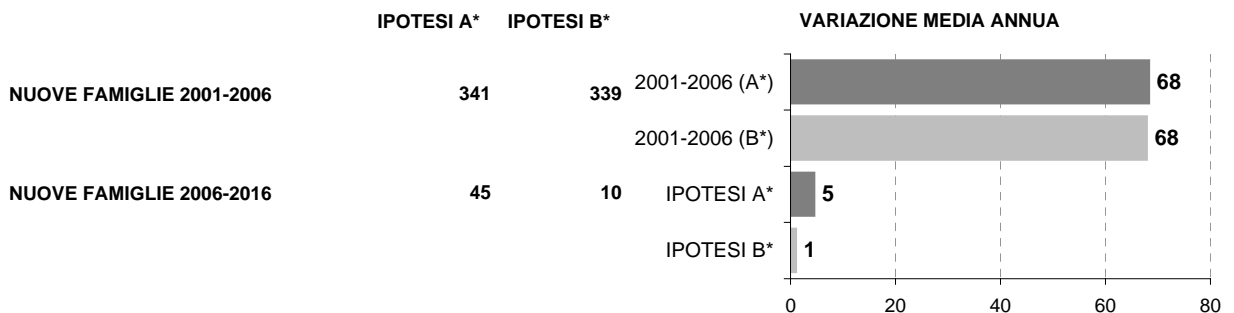 IPOTESI A* IPOTESI B* VARIAZIONE MEDIA ANNUA
NUOVE FAMIGLIE 2001-2006 341 339
2001-2006 (A*) 68
2001-2006 (B*) 68
NUOVE FAMIGLIE 2006-2016 45 10
IPOTESI A* 5
IPOTESI B* 1
0 20 40 60 80